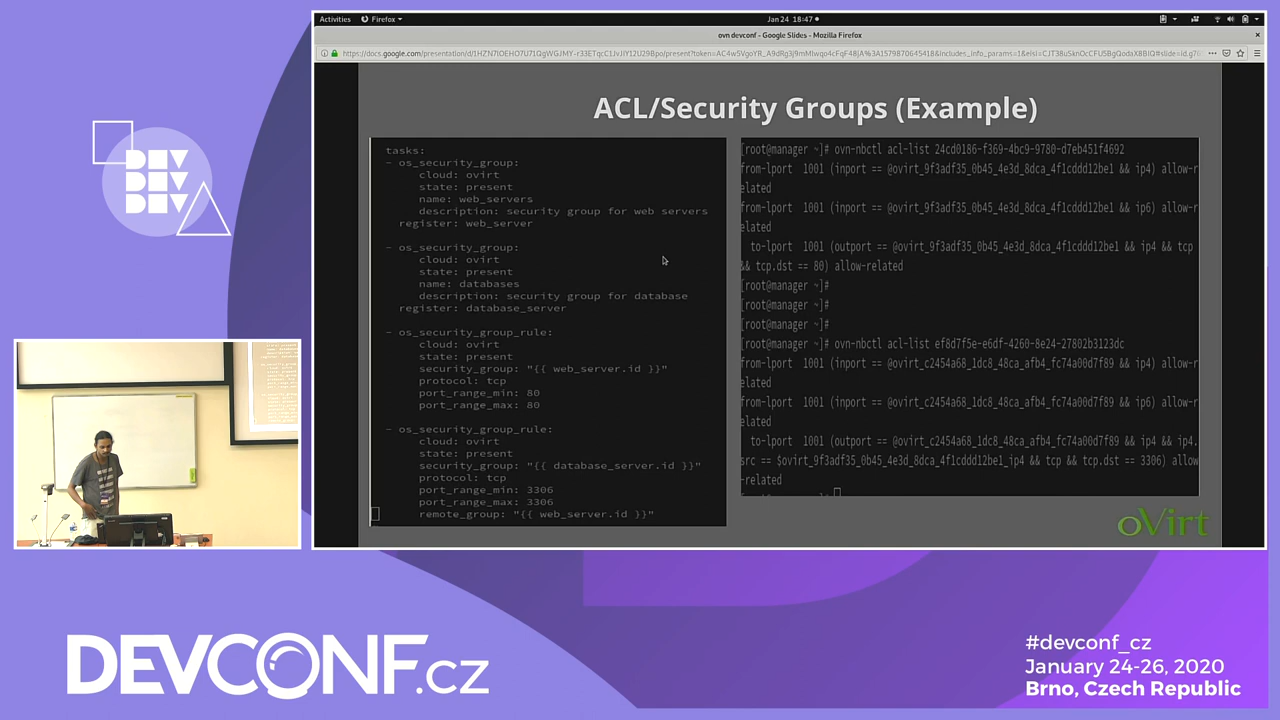 Activities
Firefox
Jan 24 18:47
ovn devconf - Google Slides - Mozilla Firefox
ACL/Security Groups (Example)
tasks:
- os_security_group:
cloud: ovirt
state: present
name: web_servers
description: security group for web servers
register: web_server
- os_security_group:
cloud: ovirt
state: present
name: databases
description: security group for database
register: database_server
- os_security_group_rule:
cloud: ovirt
state: present
security_group: "{{ web_server.id }}"
protocol: tcp
port_range_min: 80
port_range_max: 80
- os_security_group_rule:
cloud: ovirt
state: present
security_group: "{{ database_server.id }}"
protocol: tcp
port_range_min: 3306
port_range_max: 3306
remote_group: "{{ web_server.id }}"
[root@manager ~]# ovn-nbctl acl-list 24cd0186-f369-4bc9-9780-d7eb451f4692
from-lport 1001 (inport == @ovirt_9f3adf35_0b45_4e3d_8dca_4f1cddd12be1 && ip4) allow-r
elated
from-lport 1001 (inport == @ovirt_9f3adf35_0b45_4e3d_8dca_4f1cddd12be1 && ip6) allow-r
elated
to-lport 1001 (outport == @ovirt_9f3adf35_0b45_4e3d_8dca_4f1cddd12be1 && ip4 && tcp
&& tcp.dst == 80) allow-related
[root@manager ~]#
[root@manager ~]#
[root@manager ~]#
[root@manager ~]# ovn-nbctl acl-list ef8d7f5e-e6df-4260-8e24-27802b3123dc
from-lport 1001 (inport == @ovirt_c2454a68_1dc8_48ca_afb4_fc74a00d7f89 && ip4) allow-r
elated
from-lport 1001 (inport == @ovirt_c2454a68_1dc8_48ca_afb4_fc74a00d7f89 && ip6) allow-r
elated
to-lport 1001 (outport == @ovirt_c2454a68_1dc8_48ca_afb4_fc74a00d7f89 && ip4 && ip4.
src == $ovirt_9f3adf35_0b45_4e3d_8dca_4f1cddd12be1_ip4 && tcp && tcp.dst == 3306) allow
-related
oVirt
DEV
DEV
DEV
DEVCONF.cz
#devconf_cz
January 24-26, 2020
Brno, Czech Republic